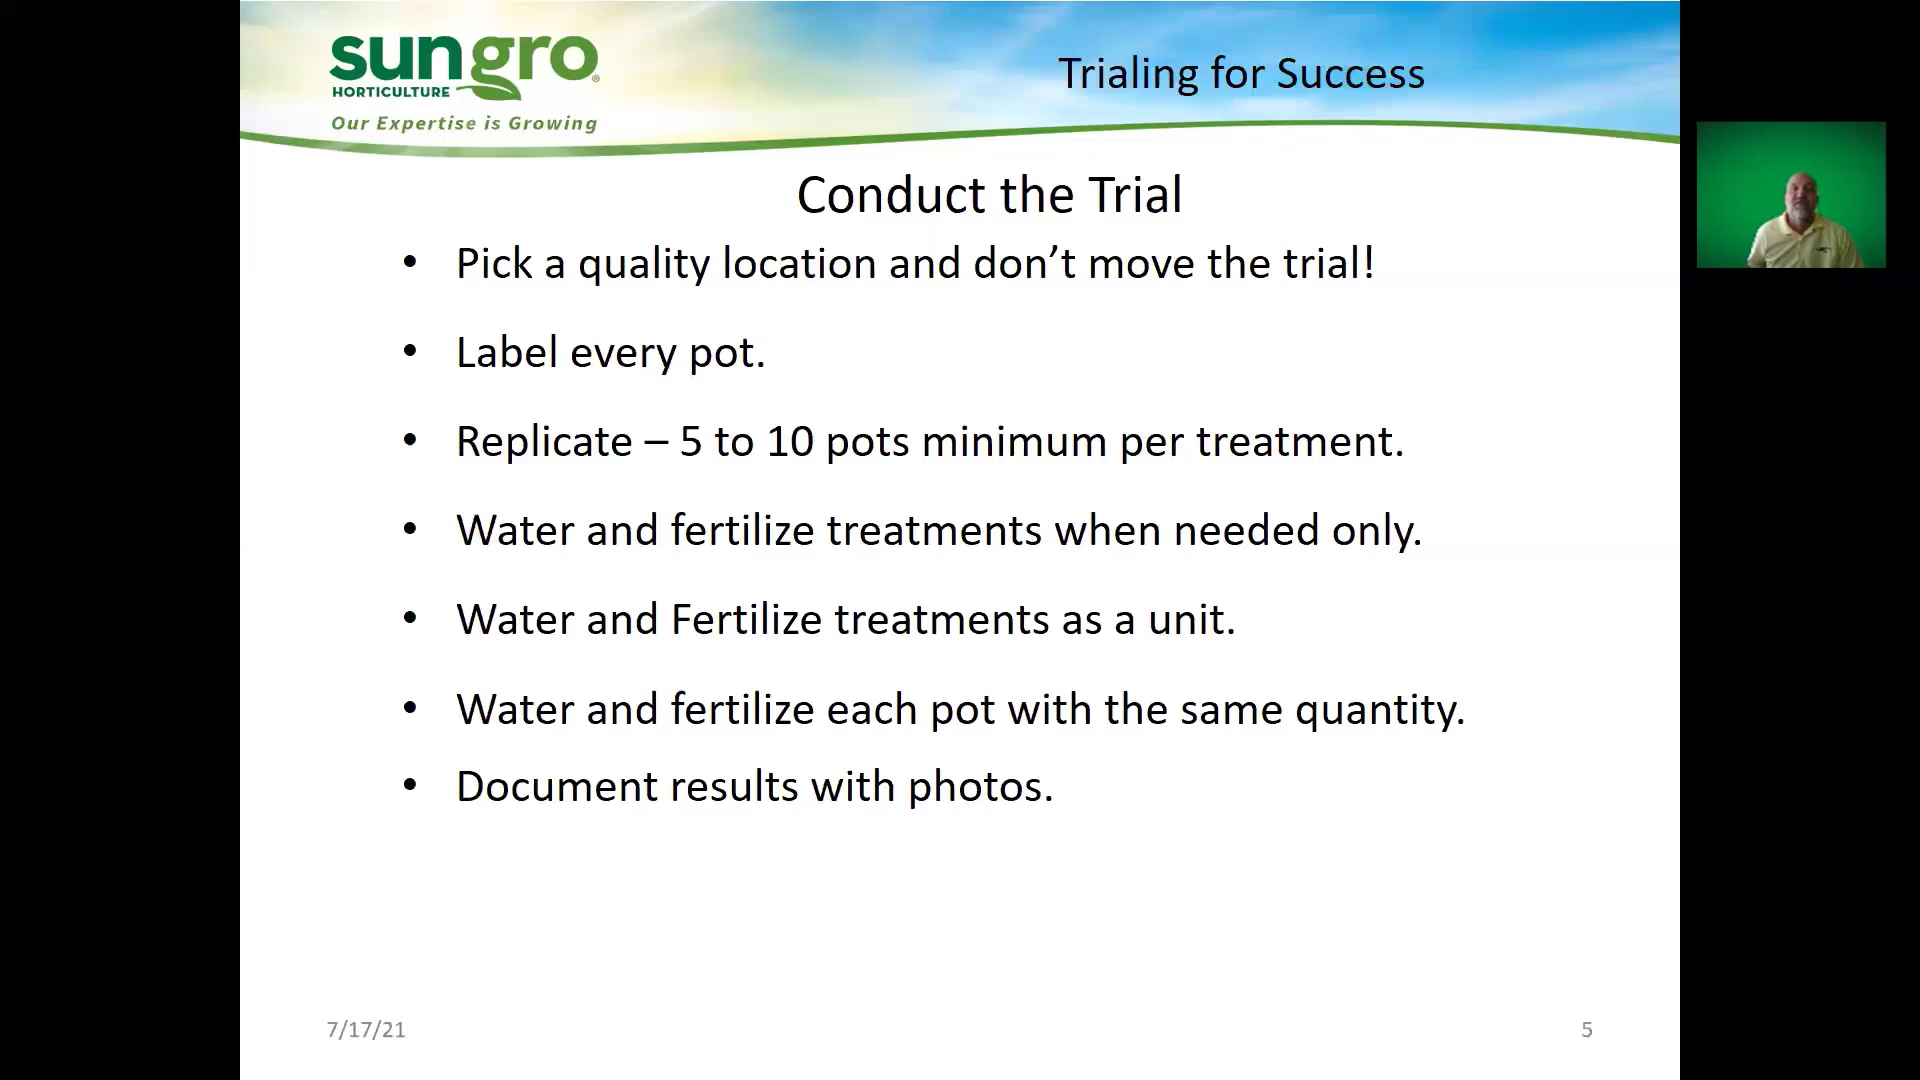 sungro®
HORTICULTURE
Our Expertise is Growing
Trialing for Success
Conduct the Trial
• Pick a quality location and don’t move the trial!
• Label every pot.
• Replicate – 5 to 10 pots minimum per treatment.
• Water and fertilize treatments when needed only.
• Water and Fertilize treatments as a unit.
• Water and fertilize each pot with the same quantity.
• Document results with photos.
7/17/21
5